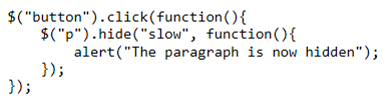 $("button").click(function(){
    $("p").hide("slow", function(){
        alert("The paragraph is now hidden");
    });
});